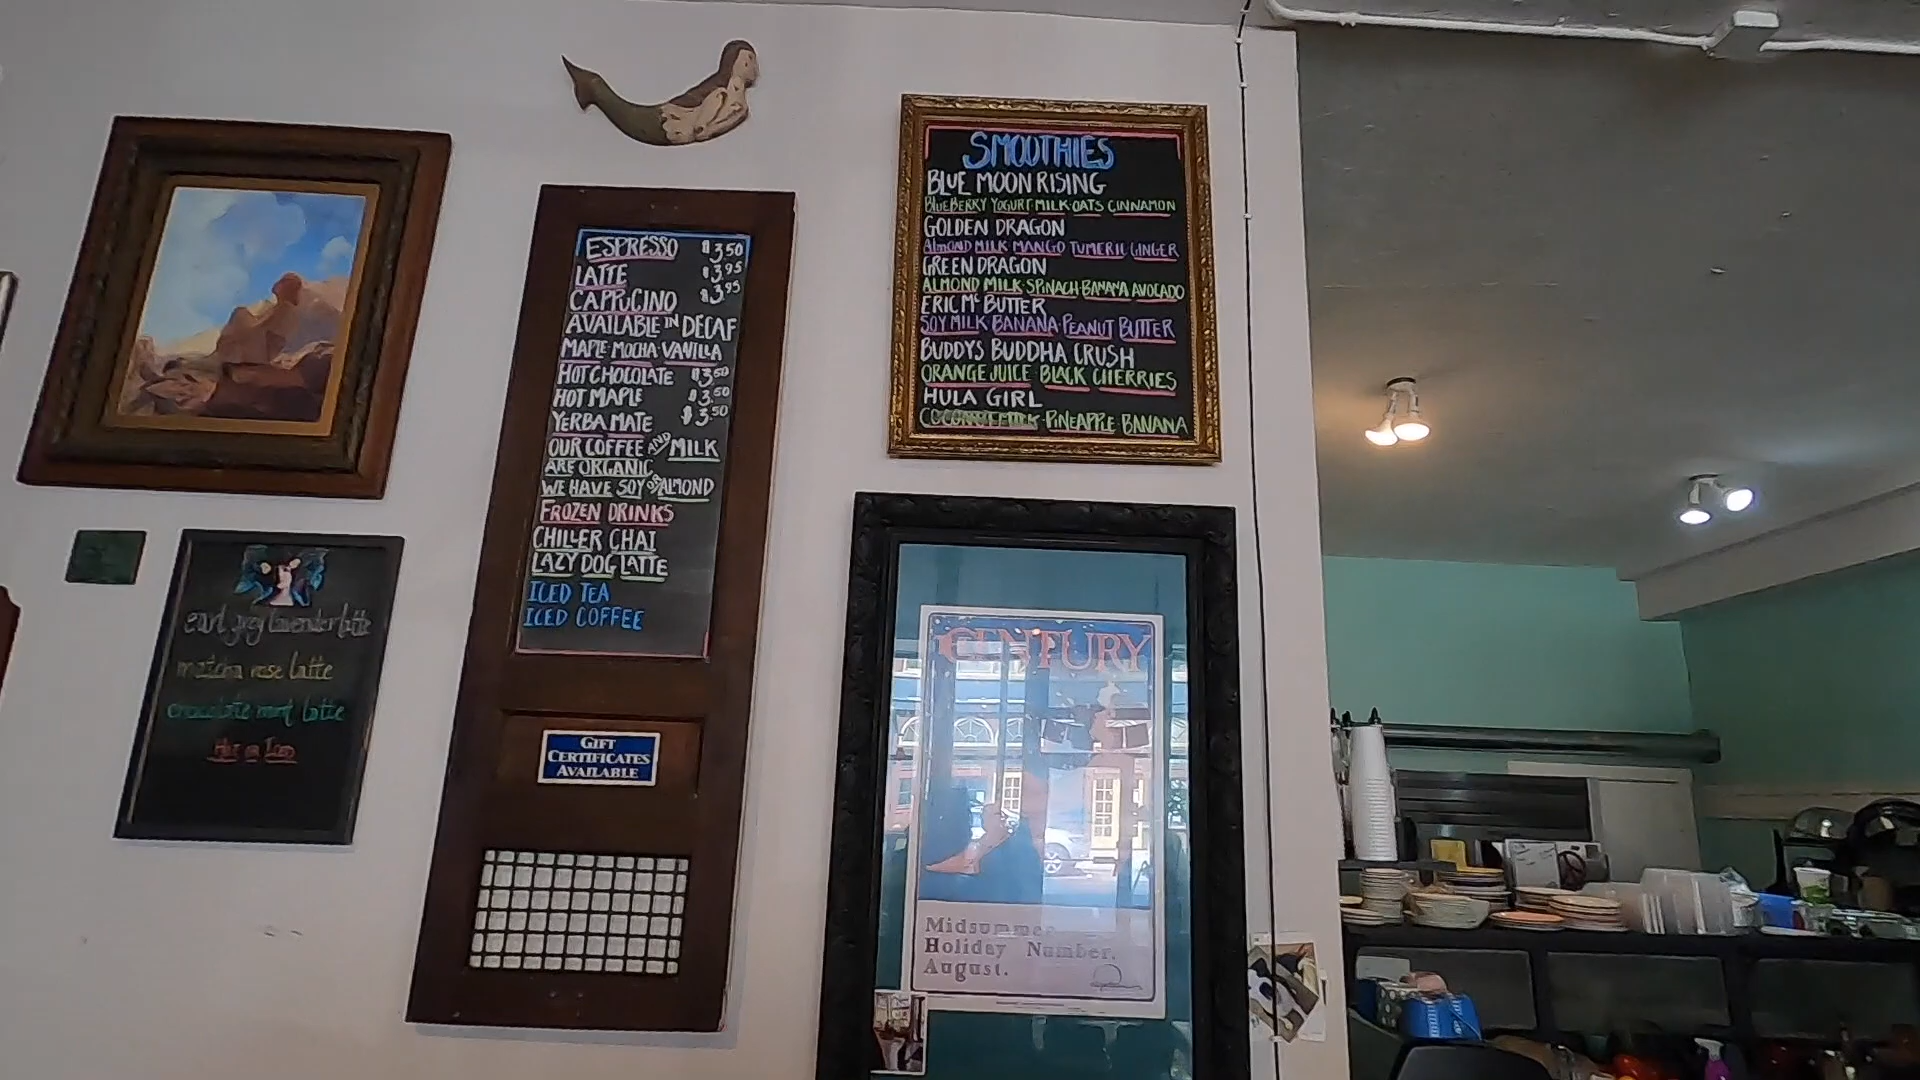 ESPRESSO $3.50
LATTE $3.95
CAPPUCINO $3.95
AVAILABLE IN DECAF
MAPLE·MOCHA·VANILLA
HOT CHOCOLATE $3.50
HOT MAPLE $3.50
YERBA MATE $3.50
OUR COFFEE AND MILK
ARE ORGANIC
WE HAVE SOY OR ALMOND
FROZEN DRINKS
CHILLER CHAI
LAZY DOG LATTE
ICED TEA
ICED COFFEE
GIFT
CERTIFICATES
AVAILABLE
earl grey lavender latte
matcha rose latte
chocolate mint latte
HOT OR ICED
SMOOTHIES
BLUE MOON RISING
BLUEBERRY YOGURT·MILK·OATS CINNAMON
GOLDEN DRAGON
ALMOND MILK MANGO TUMERIC GINGER
GREEN DRAGON
ALMOND MILK·SPINACH·BANANA AVOCADO
ERIC MC BUTTER
SOY MILK·BANANA·PEANUT BUTTER
BUDDYS BUDDHA CRUSH
ORANGE JUICE BLACK CHERRIES
HULA GIRL
COCONUT MILK·PINEAPPLE·BANANA
CENTURY
Midsummer
Holiday Number.
August.